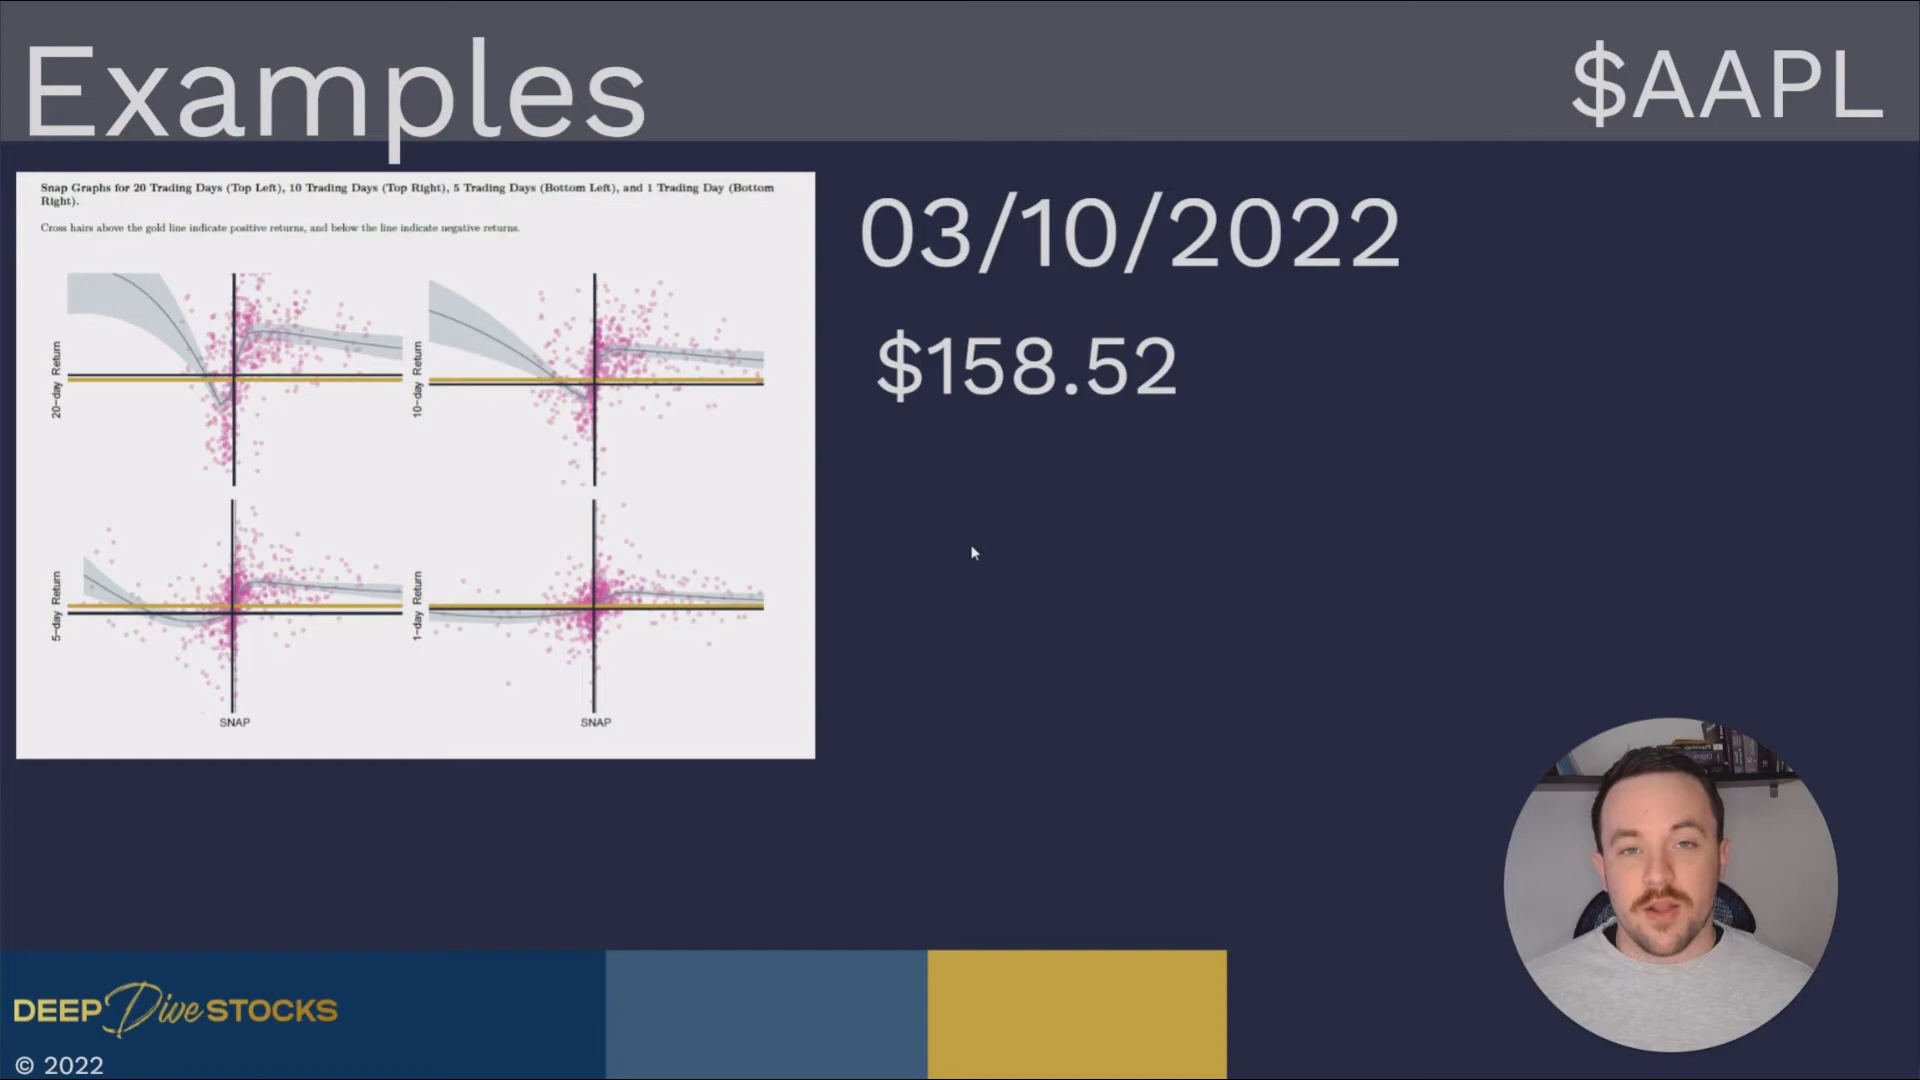 Examples
$AAPL
Snap Graphs for 20 Trading Days (Top Left), 10 Trading Days (Top Right), 5 Trading Days (Bottom Left), and 1 Trading Day (Bottom
Right).
Cross hairs above the gold line indicate positive returns, and below the line indicate negative returns.
03/10/2022
$158.52
20-day Return
10-day Return
5-day Return
1-day Return
SNAP
SNAP
DEEP Dive STOCKS
© 2022